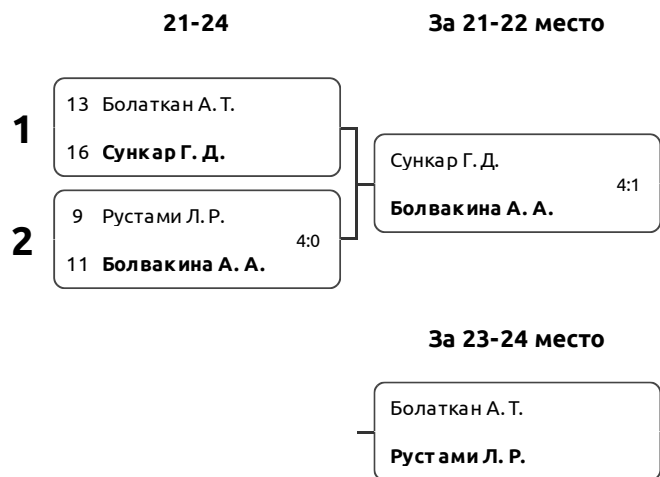 21-24
За 21-22 место
1
13 Болаткан А. Т.
16 Сункар Г. Д.
2
9 Рустами Л. Р.
4:0
11 Болвакина А. А.
Сункар Г. Д.
4:1
Болвакина А. А.
За 23-24 место
Болаткан А. Т.
Рустами Л. Р.